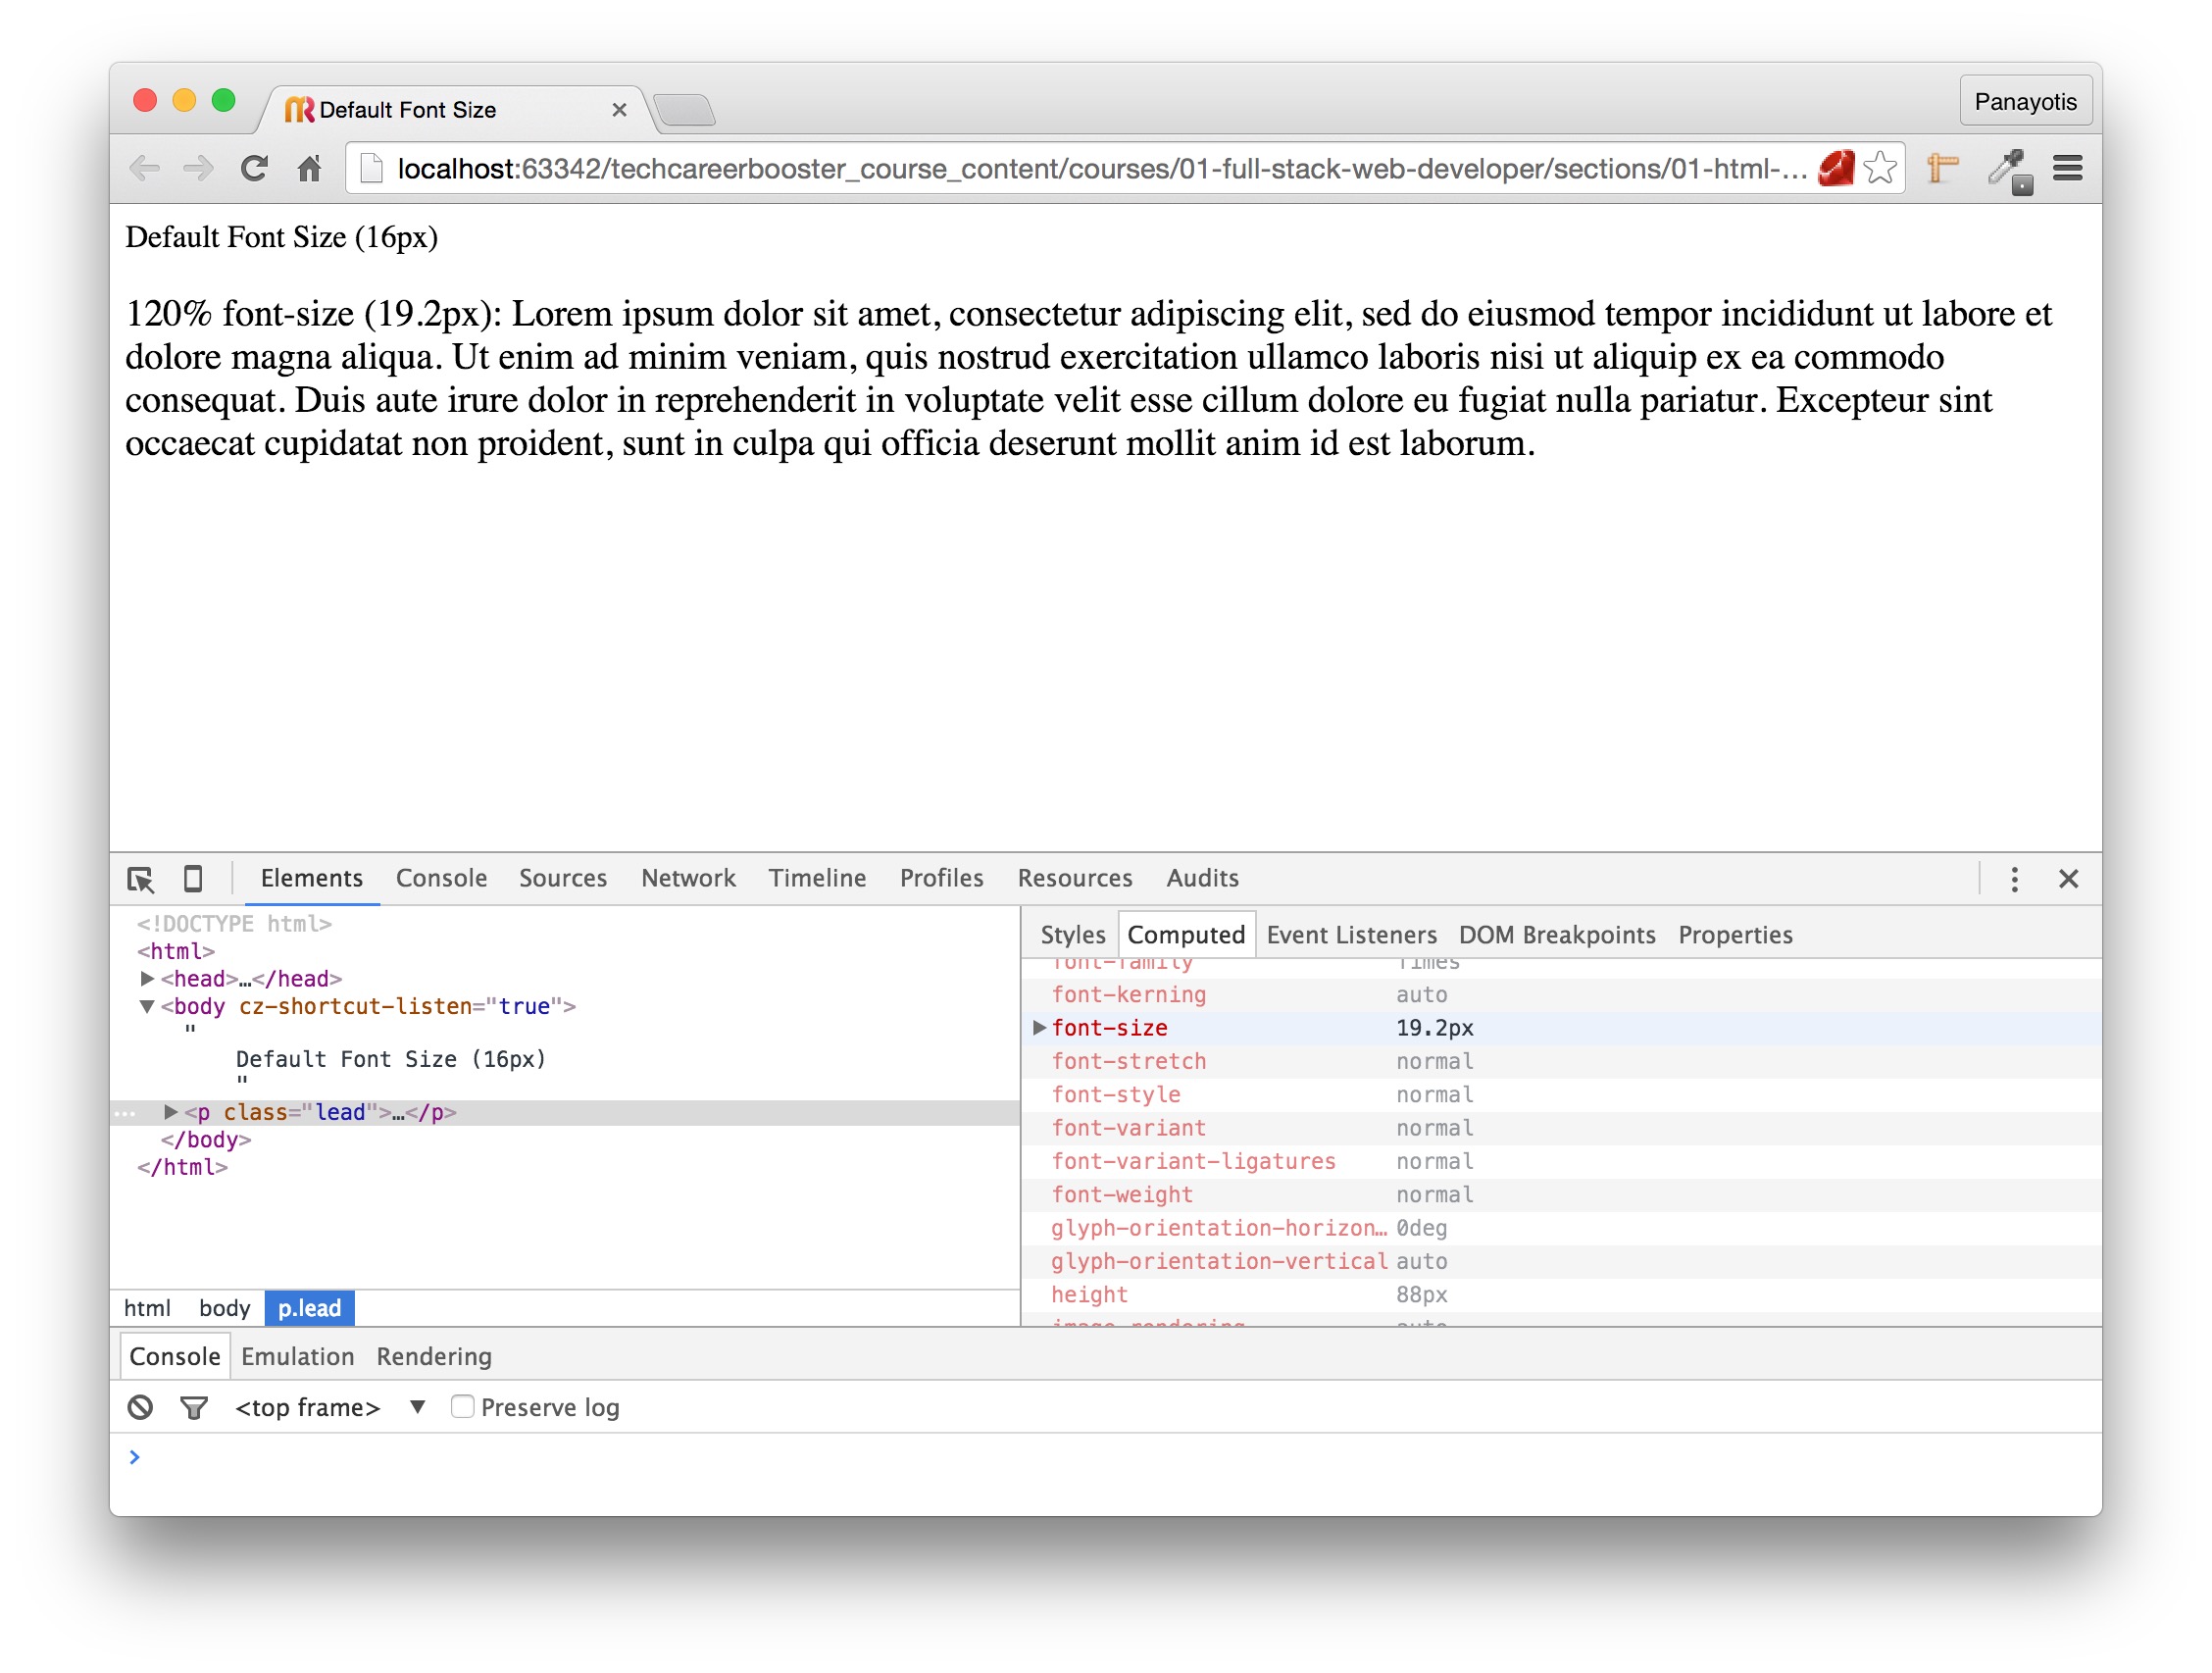 Default Font Size
Panayotis
localhost:63342/techcareerbooster_course_content/courses/01-full-stack-web-developer/sections/01-html-...
Default Font Size (16px)
120% font-size (19.2px): Lorem ipsum dolor sit amet, consectetur adipiscing elit, sed do eiusmod tempor incididunt ut labore et
dolore magna aliqua. Ut enim ad minim veniam, quis nostrud exercitation ullamco laboris nisi ut aliquip ex ea commodo
consequat. Duis aute irure dolor in reprehenderit in voluptate velit esse cillum dolore eu fugiat nulla pariatur. Excepteur sint
occaecat cupidatat non proident, sunt in culpa qui officia deserunt mollit anim id est laborum.
Elements Console Sources Network Timeline Profiles Resources Audits
<!DOCTYPE html>
<html>
<head>…</head>
<body cz-shortcut-listen="true">
"
Default Font Size (16px)
"
<p class="lead">…</p>
</body>
</html>
html body p.lead
Styles Computed Event Listeners DOM Breakpoints Properties
font-family Times
font-kerning auto
font-size 19.2px
font-stretch normal
font-style normal
font-variant normal
font-variant-ligatures normal
font-weight normal
glyph-orientation-horizon… 0deg
glyph-orientation-vertical auto
height 88px
image-rendering auto
Console Emulation Rendering
<top frame> Preserve log